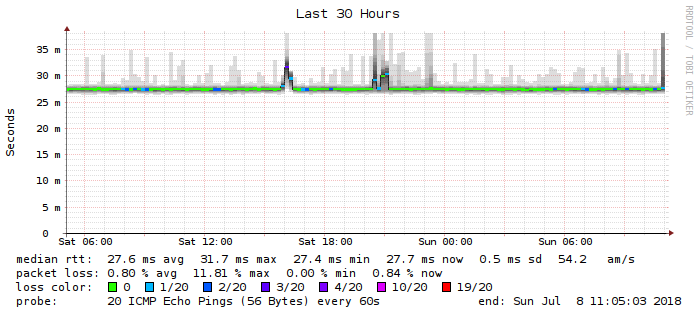 Last 30 Hours
RRDTOOL / TOBI OETIKER
Seconds
35 m
30 m
25 m
20 m
15 m
10 m
5 m
0
Sat 06:00 Sat 12:00 Sat 18:00 Sun 00:00 Sun 06:00
median rtt: 27.6 ms avg 31.7 ms max 27.4 ms min 27.7 ms now 0.5 ms sd 54.2 am/s
packet loss: 0.80 % avg 11.81 % max 0.00 % min 0.84 % now
loss color: 0 1/20 2/20 3/20 4/20 10/20 19/20
probe: 20 ICMP Echo Pings (56 Bytes) every 60s end: Sun Jul 8 11:05:03 2018